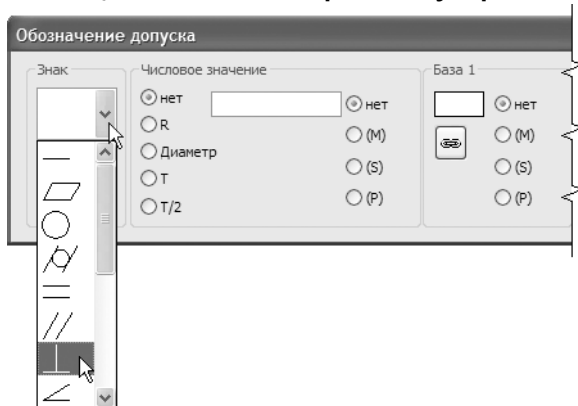 Обозначение допуска
Знак
Числовое значение
База 1
нет
R
Диаметр
T
T/2
нет
(M)
(S)
(P)
нет
(M)
(S)
(P)